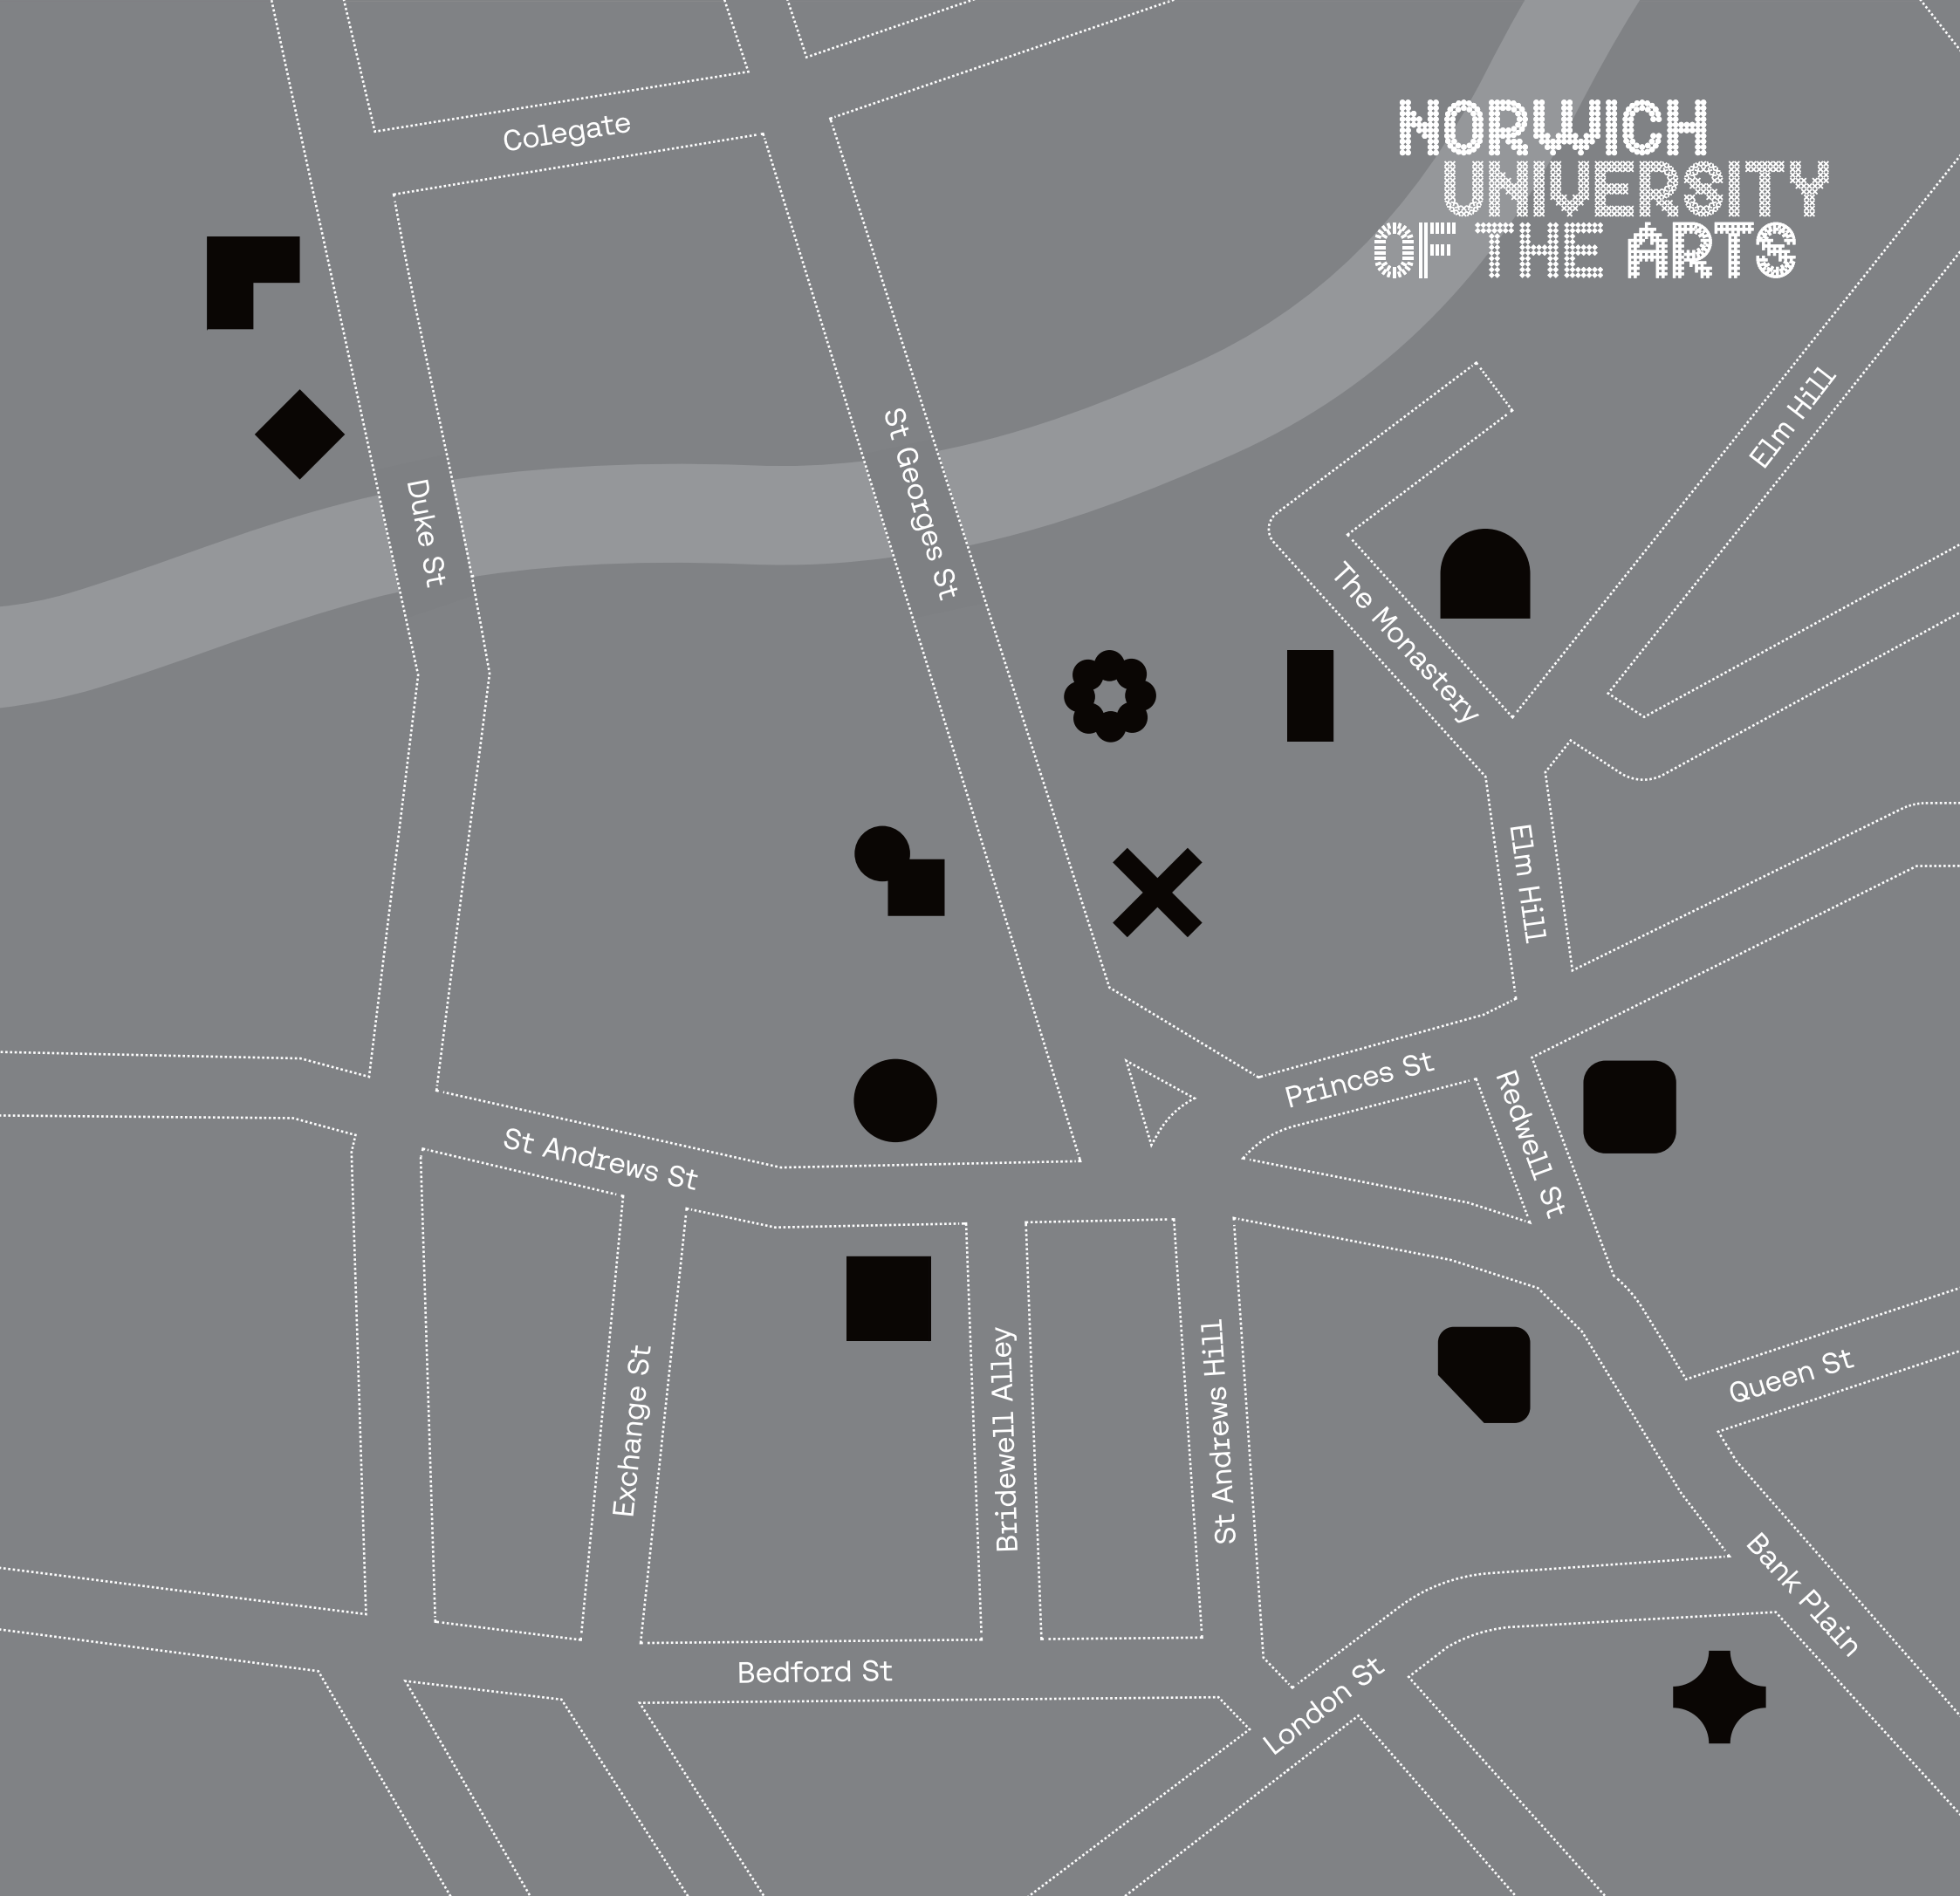 Colegate
NORWICH
UNIVERSITY
OF THE ARTS
Elm Hill
St Georges St
Duke St
The Monastery
Elm Hill
Princes St
Redwell St
St Andrews St
Exchange St
Bridewell Alley
St Andrews Hill
Queen St
Bank Plain
Bedford St
London St